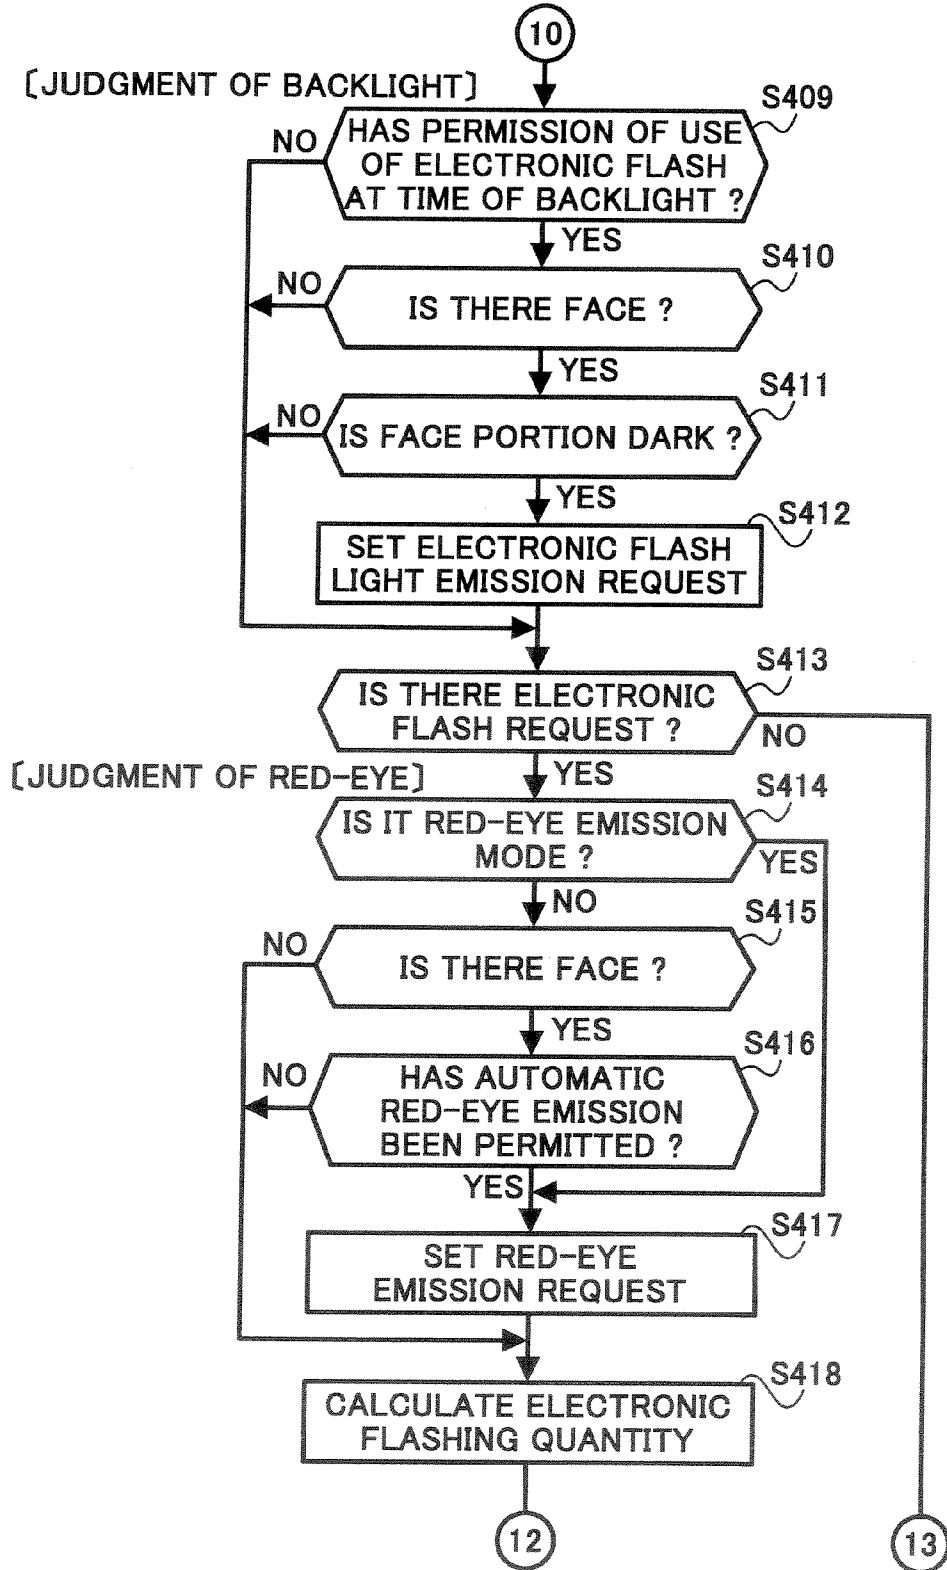 10
〔JUDGMENT OF BACKLIGHT〕
S409
NO
HAS PERMISSION OF USE
OF ELECTRONIC FLASH
AT TIME OF BACKLIGHT ?
YES
S410
NO
IS THERE FACE ?
YES
S411
NO
IS FACE PORTION DARK ?
YES
S412
SET ELECTRONIC FLASH
LIGHT EMISSION REQUEST
S413
IS THERE ELECTRONIC
FLASH REQUEST ?
NO
〔JUDGMENT OF RED-EYE〕
YES
S414
IS IT RED-EYE EMISSION
MODE ?
YES
NO
S415
NO
IS THERE FACE ?
YES
S416
NO
HAS AUTOMATIC
RED-EYE EMISSION
BEEN PERMITTED ?
YES
S417
SET RED-EYE
EMISSION REQUEST
S418
CALCULATE ELECTRONIC
FLASHING QUANTITY
12
13